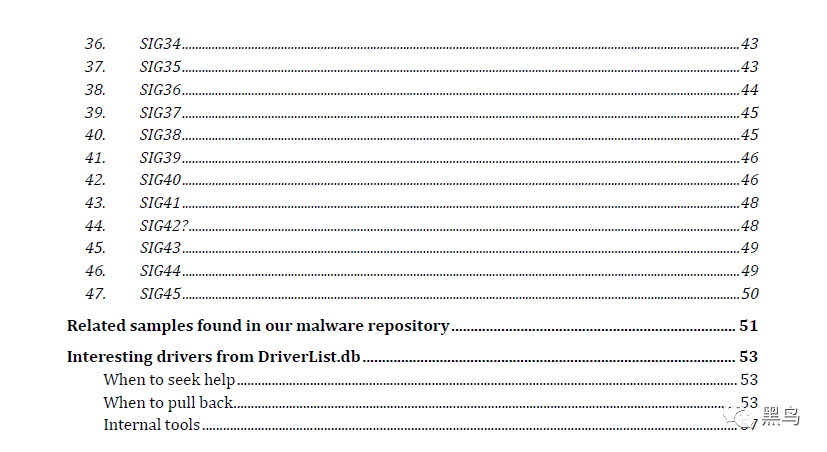 36. SIG34 43
37. SIG35 43
38. SIG36 44
39. SIG37 45
40. SIG38 45
41. SIG39 46
42. SIG40 46
43. SIG41 48
44. SIG42? 48
45. SIG43 49
46. SIG44 49
47. SIG45 50
Related samples found in our malware repository 51
Interesting drivers from DriverList.db 53
When to seek help 53
When to pull back 53
Internal tools
黑鸟